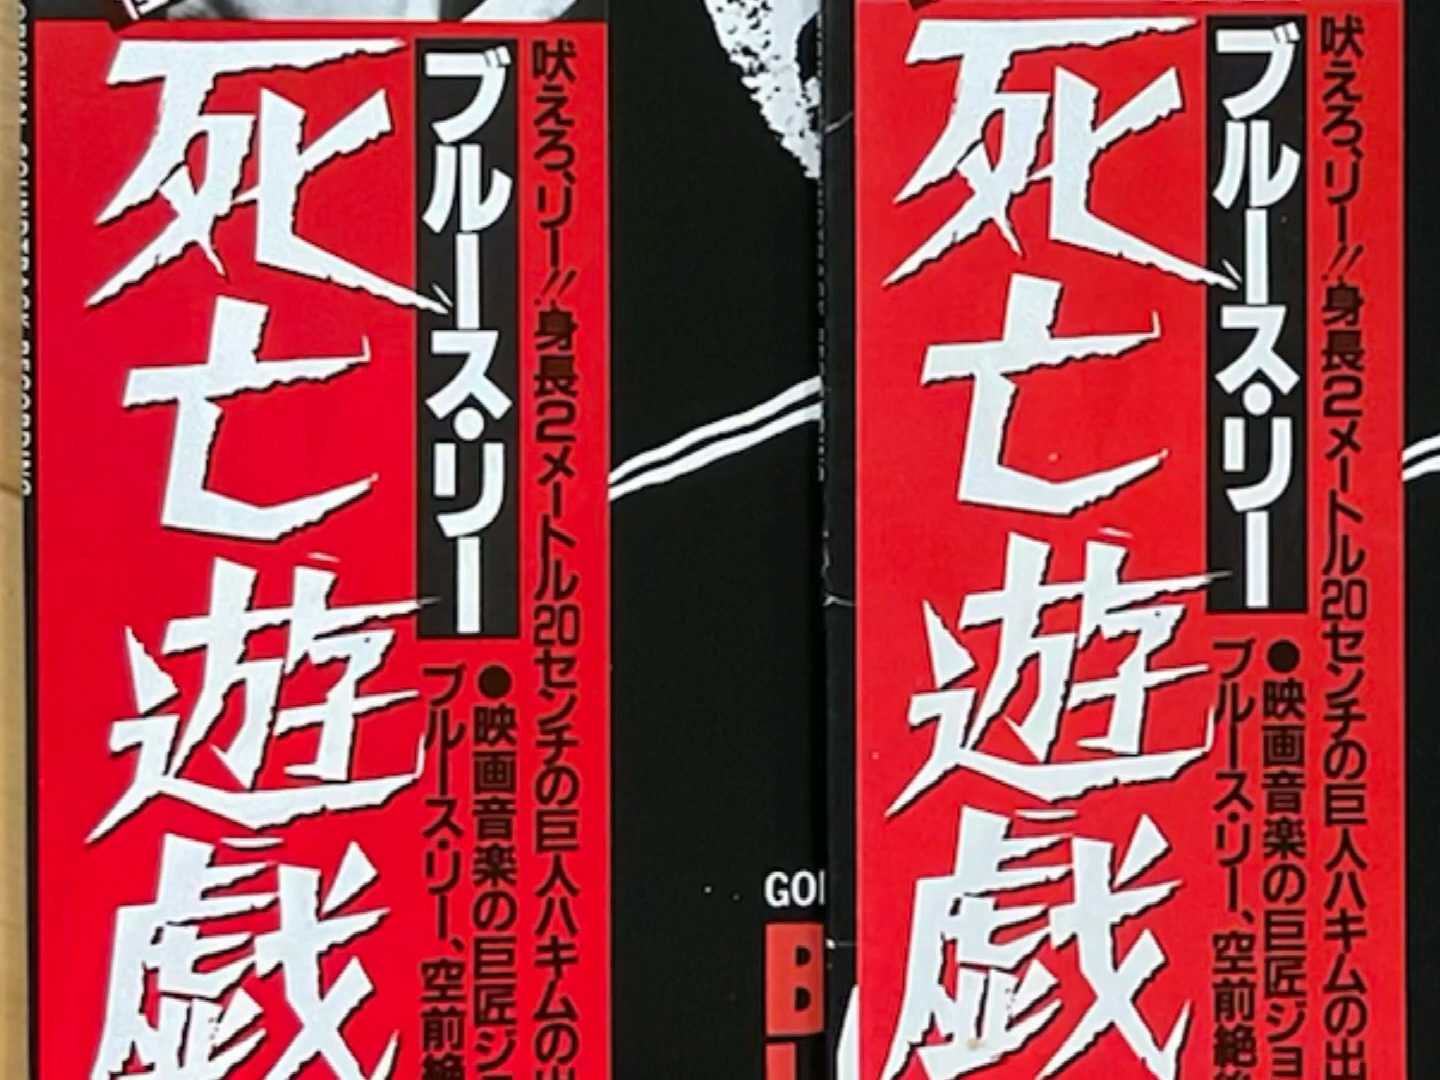 吠えろ、リー!!身長2メートル20センチの巨人ハキムの出
ブルース・リー
●映画音楽の巨匠ジ
ブルース・リー、空前絶
死亡遊戯
ORIGINAL SOUNDTRACK RECORDING
GO
B
吠えろ、リー!!身長2メートル20センチの巨人ハキムの出
ブルース・リー
●映画音楽の巨匠ジョ
ブルース・リー、空前絶
死亡遊戯